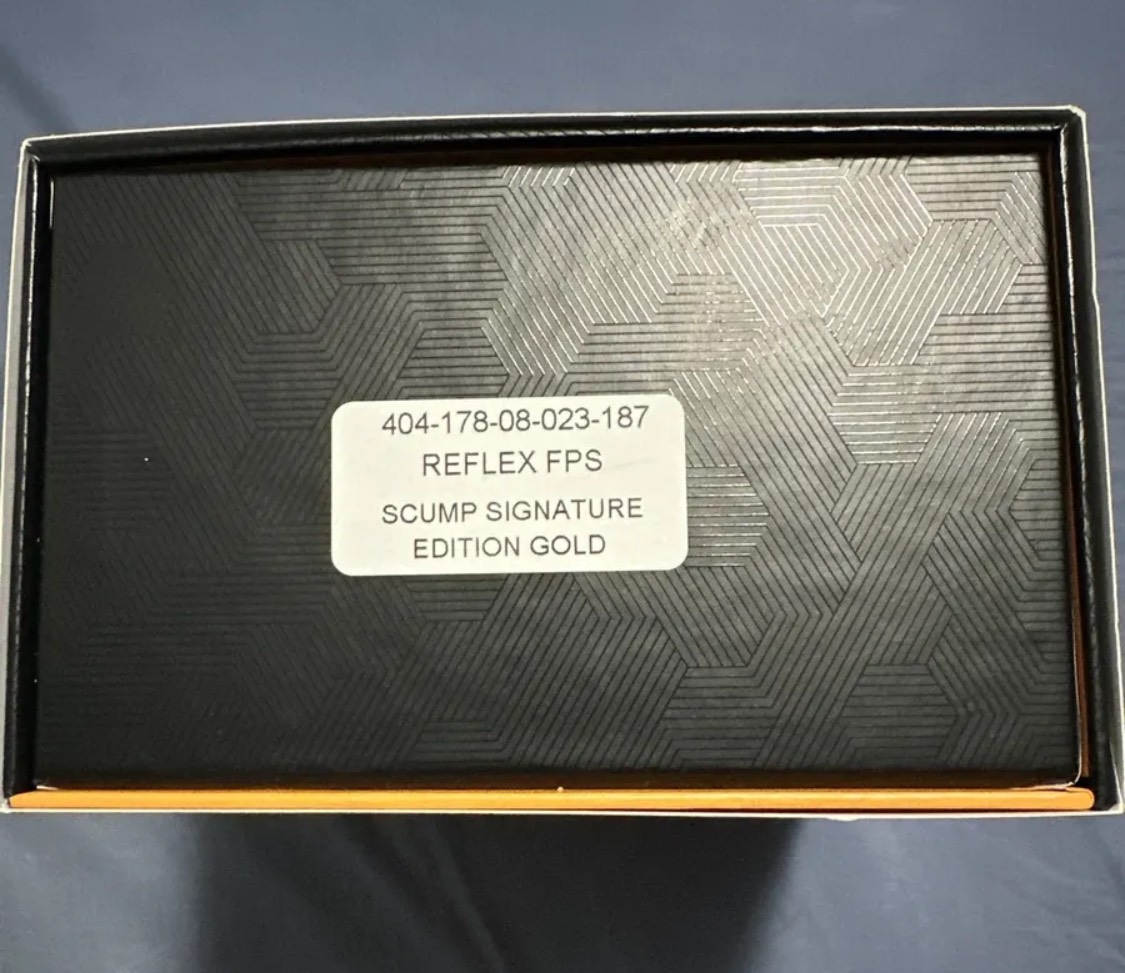 404-178-08-023-187
REFLEX FPS
SCUMP SIGNATURE
EDITION GOLD